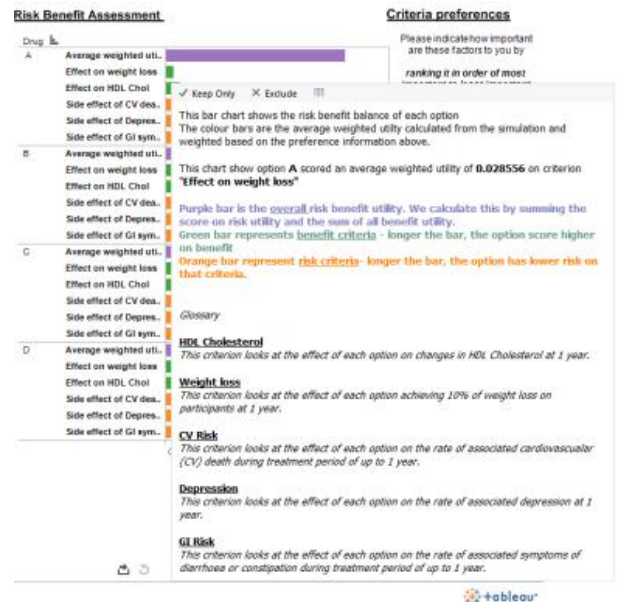 Risk Benefit Assessment
Criteria preferences
Drug
Please indicate how important
are these factors to you by
ranking it in order of most
A
Average weighted uti..
Effect on weight loss
Effect on HDL Chol
Side effect of CV dea..
Side effect of Depres..
Side effect of GI sym..
B
Average weighted uti..
Effect on weight loss
Effect on HDL Chol
Side effect of CV dea..
Side effect of Depres..
Side effect of GI sym..
C
Average weighted uti..
Effect on weight loss
Effect on HDL Chol
Side effect of CV dea..
Side effect of Depres..
Side effect of GI sym..
D
Average weighted uti..
Effect on weight loss
Effect on HDL Chol
Side effect of CV dea..
Side effect of Depres..
Side effect of GI sym..
✓ Keep Only ✕ Exclude
This bar chart shows the risk benefit balance of each option
The colour bars are the average weighted utilty calculated from the simulation and
weighted based on the preference information above.
This chart show option A scored an average weighted utility of 0.028556 on criterion
"Effect on weight loss"
Purple bar is the overall risk benefit utility. We calculate this by summing the
score on risk utility and the sum of all benefit utility.
Green bar represents benefit criteria - longer the bar, the option score higher
on benefit
Orange bar represent risk criteria- longer the bar, the option has lower risk on
that criteria.
Glossary
HDL Cholesterol
This criterion looks at the effect of each option on changes in HDL Cholesterol at 1 year.
Weight loss
This criterion looks at the effect of each option achieving 10% of weight loss on
participants at 1 year.
CV Risk
This criterion looks at the effect of each option on the rate of associated cardiovascualar
(CV) death during treatment period of up to 1 year.
Depression
This criterion looks at the effect of each option on the rate of associated depression at 1
year.
GI Risk
This criterion looks at the effect of each option on the rate of associated symptoms of
diarrhoea or constipation during treatment period of up to 1 year.
+ableau